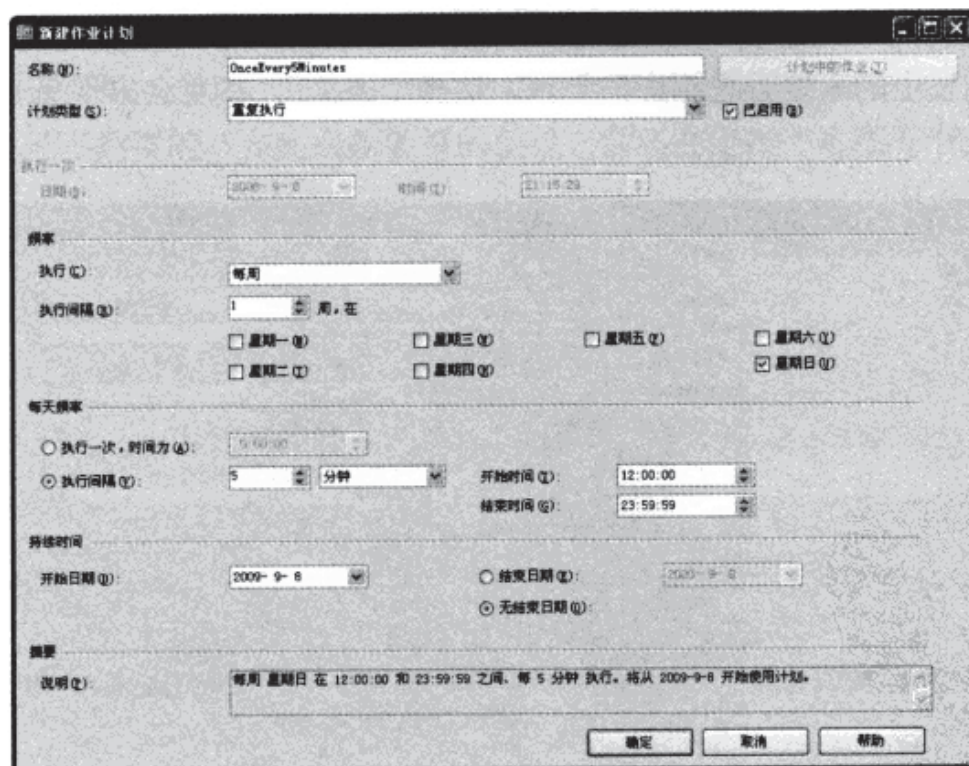 新建作业计划
名称(N): OnceEvery5Minutes 计划中的作业(J)
计划类型(S): 重复执行 已启用(B)
执行一次
日期(D): 时间(I):
频率
执行(C): 每周
执行间隔(R): 1 周，在
星期一(M) 星期三(W) 星期五(F) 星期六(Y)
星期二(T) 星期四(H) 星期日(U)
每天频率
执行一次，时间为(A):
执行间隔(V): 5 分钟 开始时间(I): 12:00:00
结束时间(G): 23:59:59
持续时间
开始日期(D): 2009- 9- 8 结束日期(E):
无结束日期(O):
摘要
说明(P): 每周 星期日 在 12:00:00 和 23:59:59 之间、每 5 分钟 执行。将从 2009-9-8 开始使用计划。
确定 取消 帮助